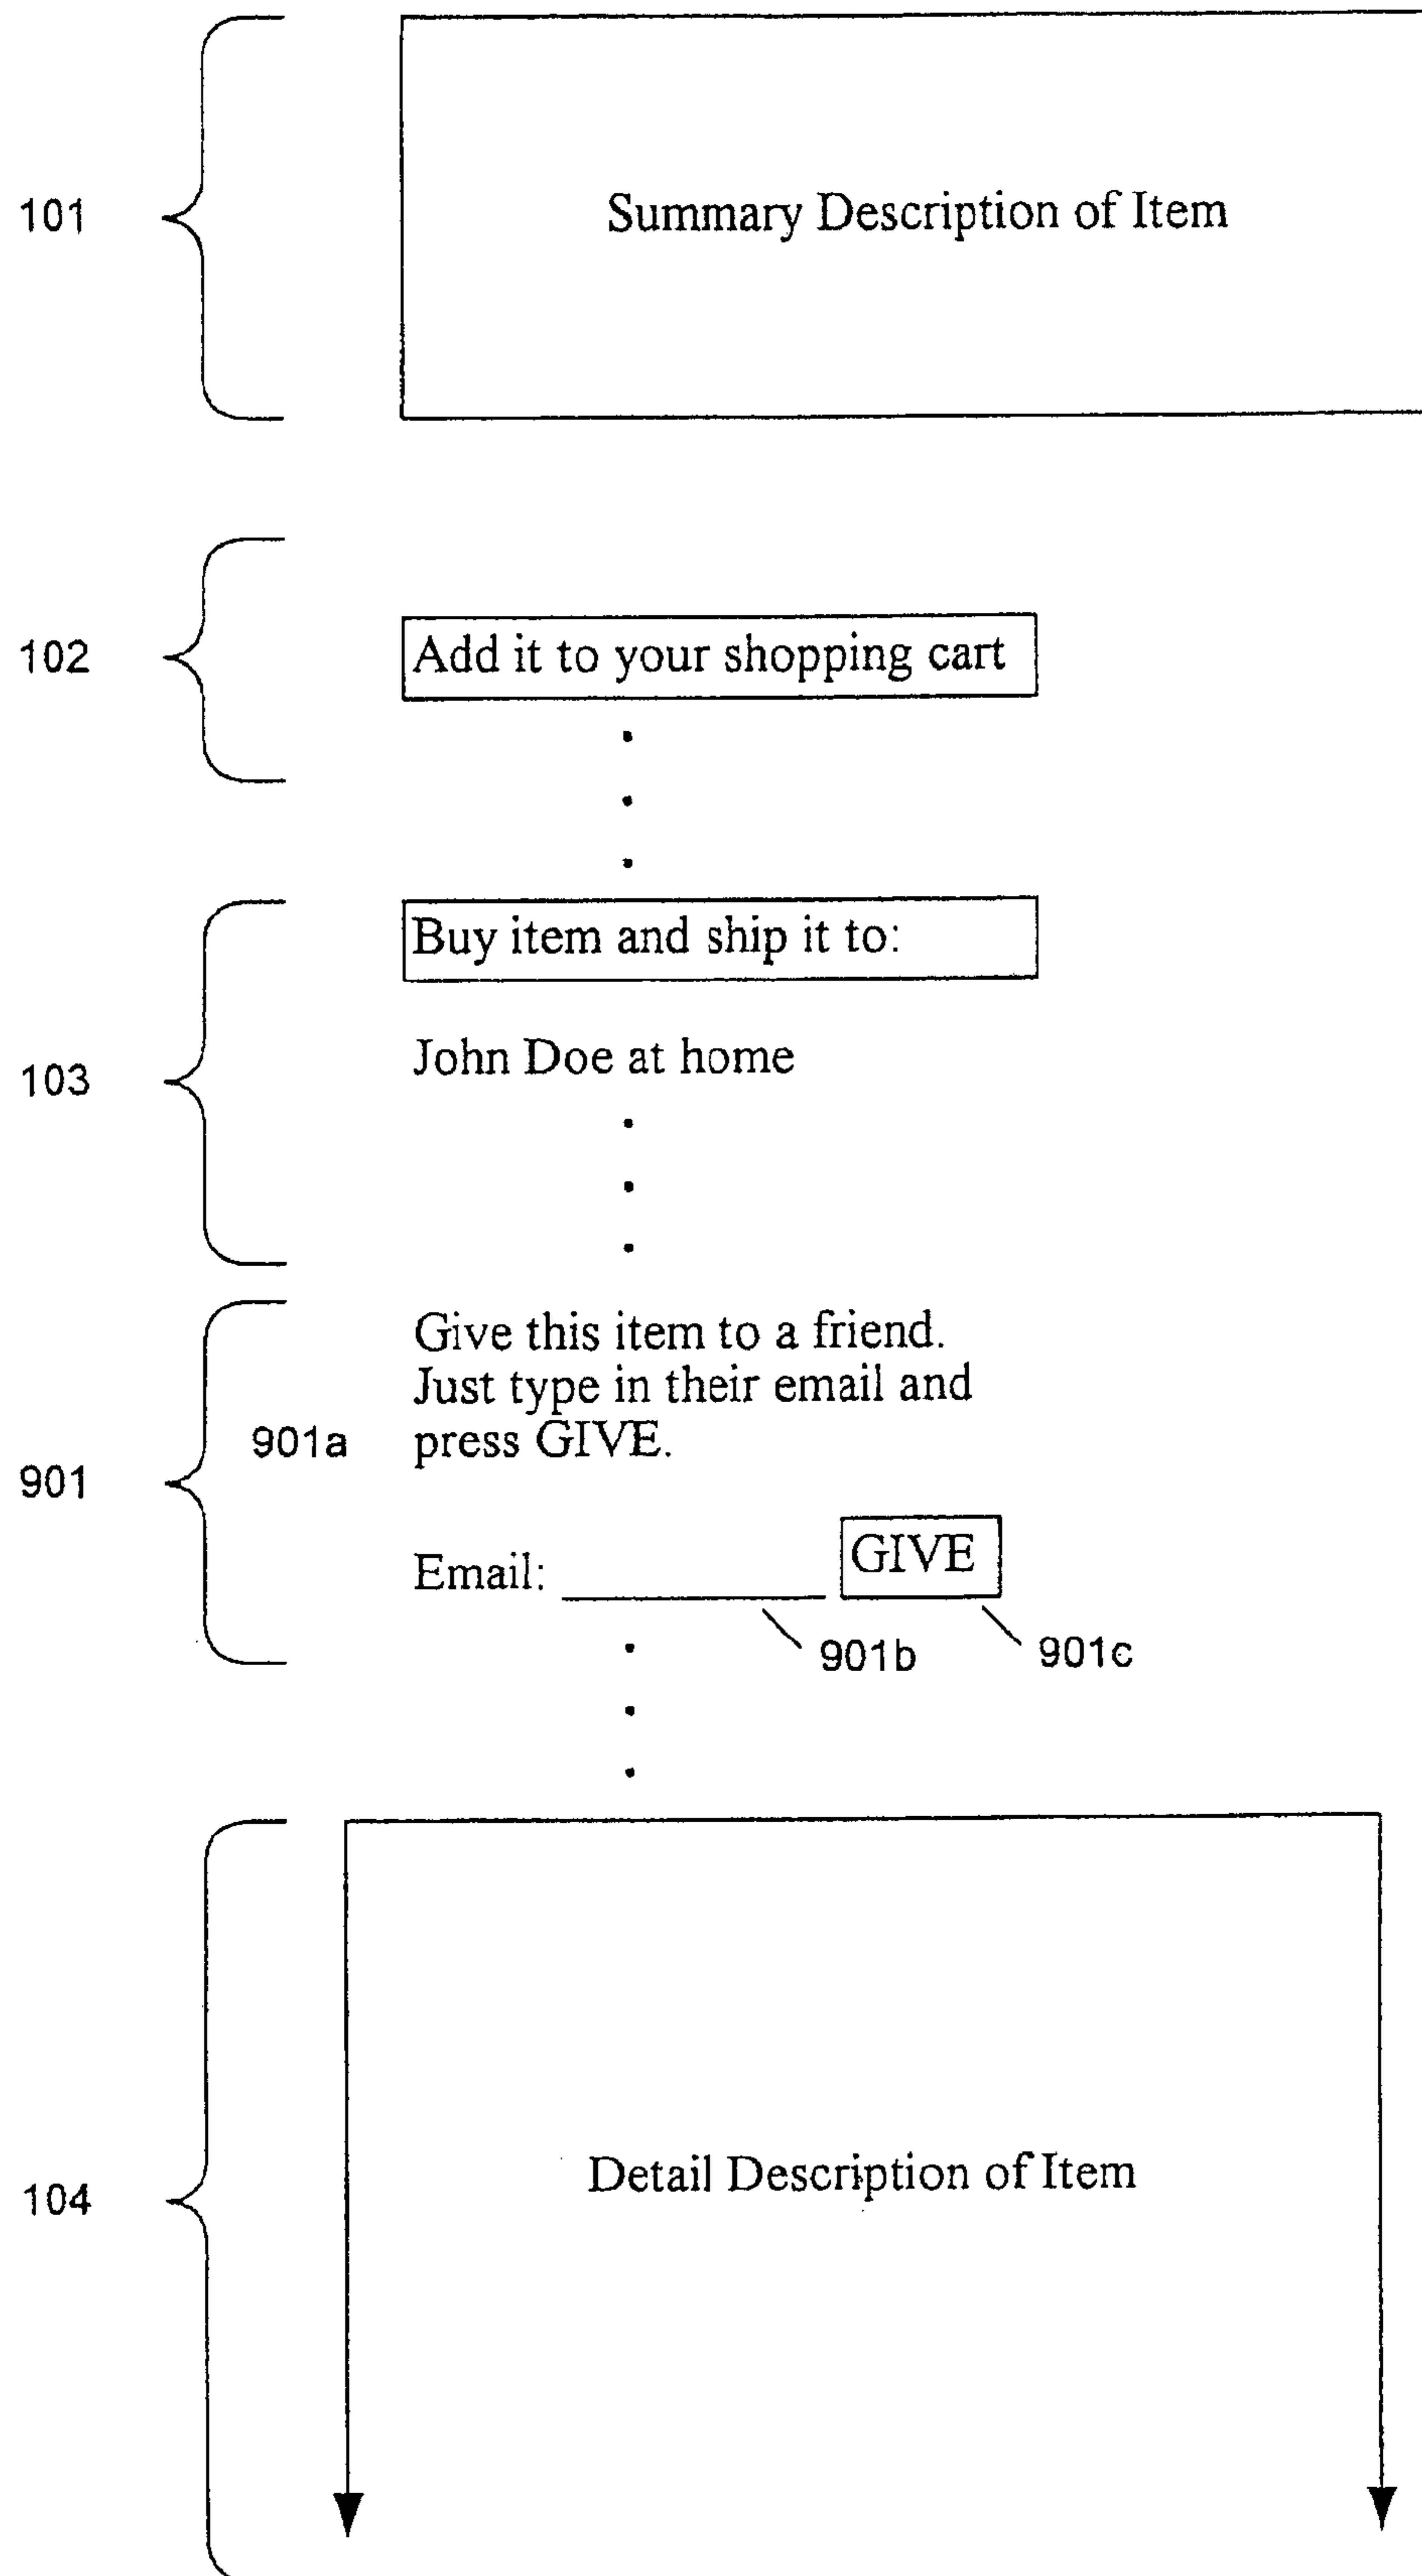 101
Summary Description of Item
102
Add it to your shopping cart
103
Buy item and ship it to:
John Doe at home
901
901a
Give this item to a friend.
Just type in their email and
press GIVE.
Email:
GIVE
901b
901c
104
Detail Description of Item